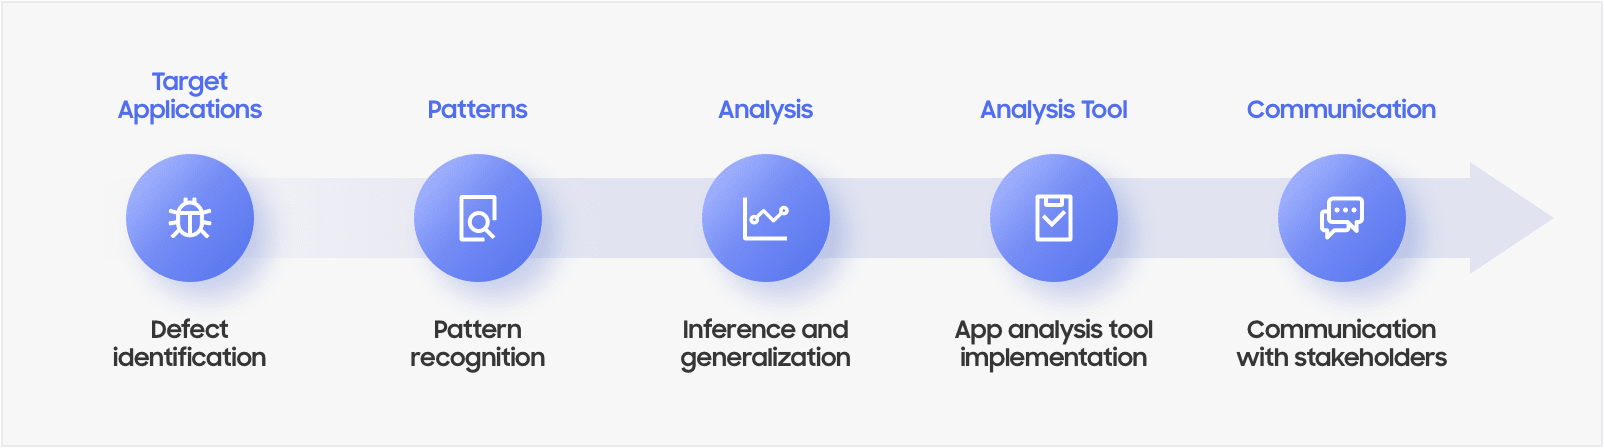 Target
Applications
Patterns
Analysis
Analysis Tool
Communication
Defect
identification
Pattern
recognition
Inference and
generalization
App analysis tool
implementation
Communication
with stakeholders